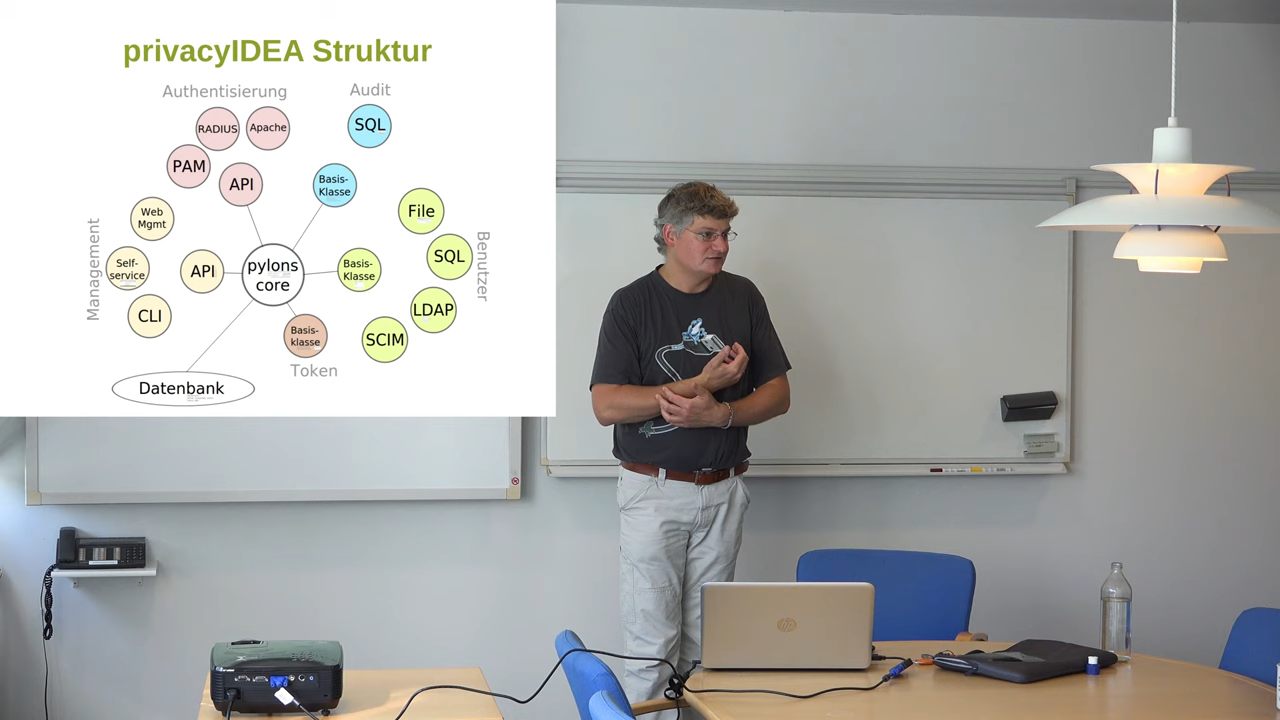 privacyIDEA Struktur
Authentisierung
Audit
RADIUS
Apache
SQL
PAM
API
Basis-
Klasse
Web
Mgmt
File
Management
Self-
service
API
pylons
core
Basis-
Klasse
SQL
Benutzer
CLI
Basis-
klasse
LDAP
SCIM
Token
Datenbank
hp